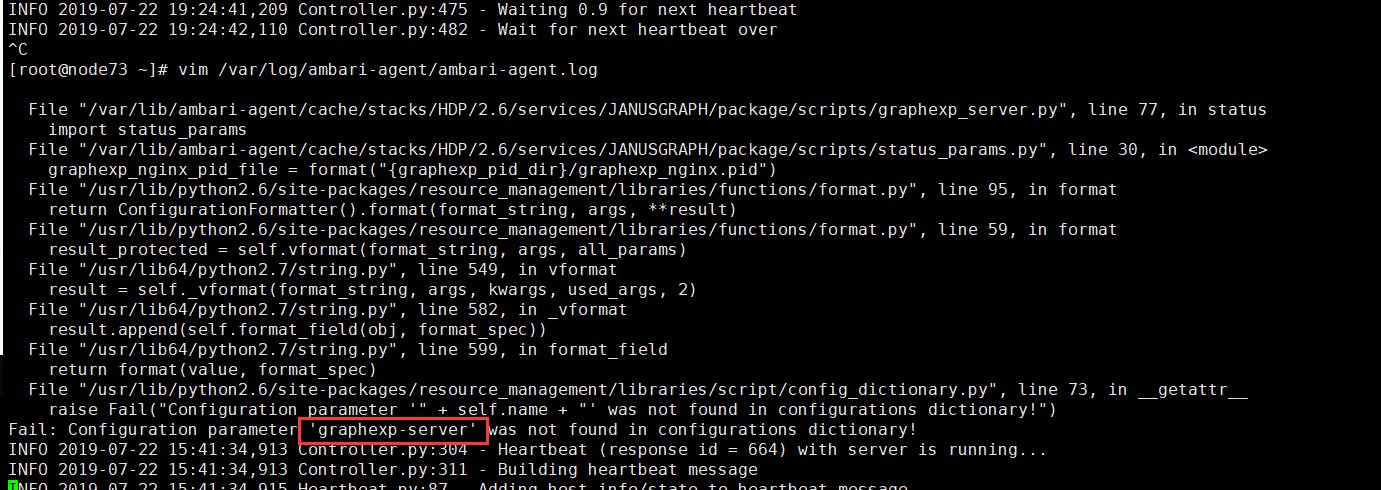 INFO 2019-07-22 19:24:41,209 Controller.py:475 - Waiting 0.9 for next heartbeat
INFO 2019-07-22 19:24:42,110 Controller.py:482 - Wait for next heartbeat over
^C
[root@node73 ~]# vim /var/log/ambari-agent/ambari-agent.log
File "/var/lib/ambari-agent/cache/stacks/HDP/2.6/services/JANUSGRAPH/package/scripts/graphexp_server.py", line 77, in status
import status_params
File "/var/lib/ambari-agent/cache/stacks/HDP/2.6/services/JANUSGRAPH/package/scripts/status_params.py", line 30, in <module>
graphexp_nginx_pid_file = format("{graphexp_pid_dir}/graphexp_nginx.pid")
File "/usr/lib/python2.6/site-packages/resource_management/libraries/functions/format.py", line 95, in format
return ConfigurationFormatter().format(format_string, args, **result)
File "/usr/lib/python2.6/site-packages/resource_management/libraries/functions/format.py", line 59, in format
result_protected = self.vformat(format_string, args, all_params)
File "/usr/lib64/python2.7/string.py", line 549, in vformat
result = self._vformat(format_string, args, kwargs, used_args, 2)
File "/usr/lib64/python2.7/string.py", line 582, in _vformat
result.append(self.format_field(obj, format_spec))
File "/usr/lib64/python2.7/string.py", line 599, in format_field
return format(value, format_spec)
File "/usr/lib/python2.6/site-packages/resource_management/libraries/script/config_dictionary.py", line 73, in __getattr__
raise Fail("Configuration parameter '" + self.name + "' was not found in configurations dictionary!")
Fail: Configuration parameter 'graphexp-server' was not found in configurations dictionary!
INFO 2019-07-22 15:41:34,913 Controller.py:304 - Heartbeat (response id = 664) with server is running...
INFO 2019-07-22 15:41:34,913 Controller.py:311 - Building heartbeat message
INFO 2019-07-22 15:41:34,915 Heartbeat.py:87 - Adding host info/state to heartbeat message